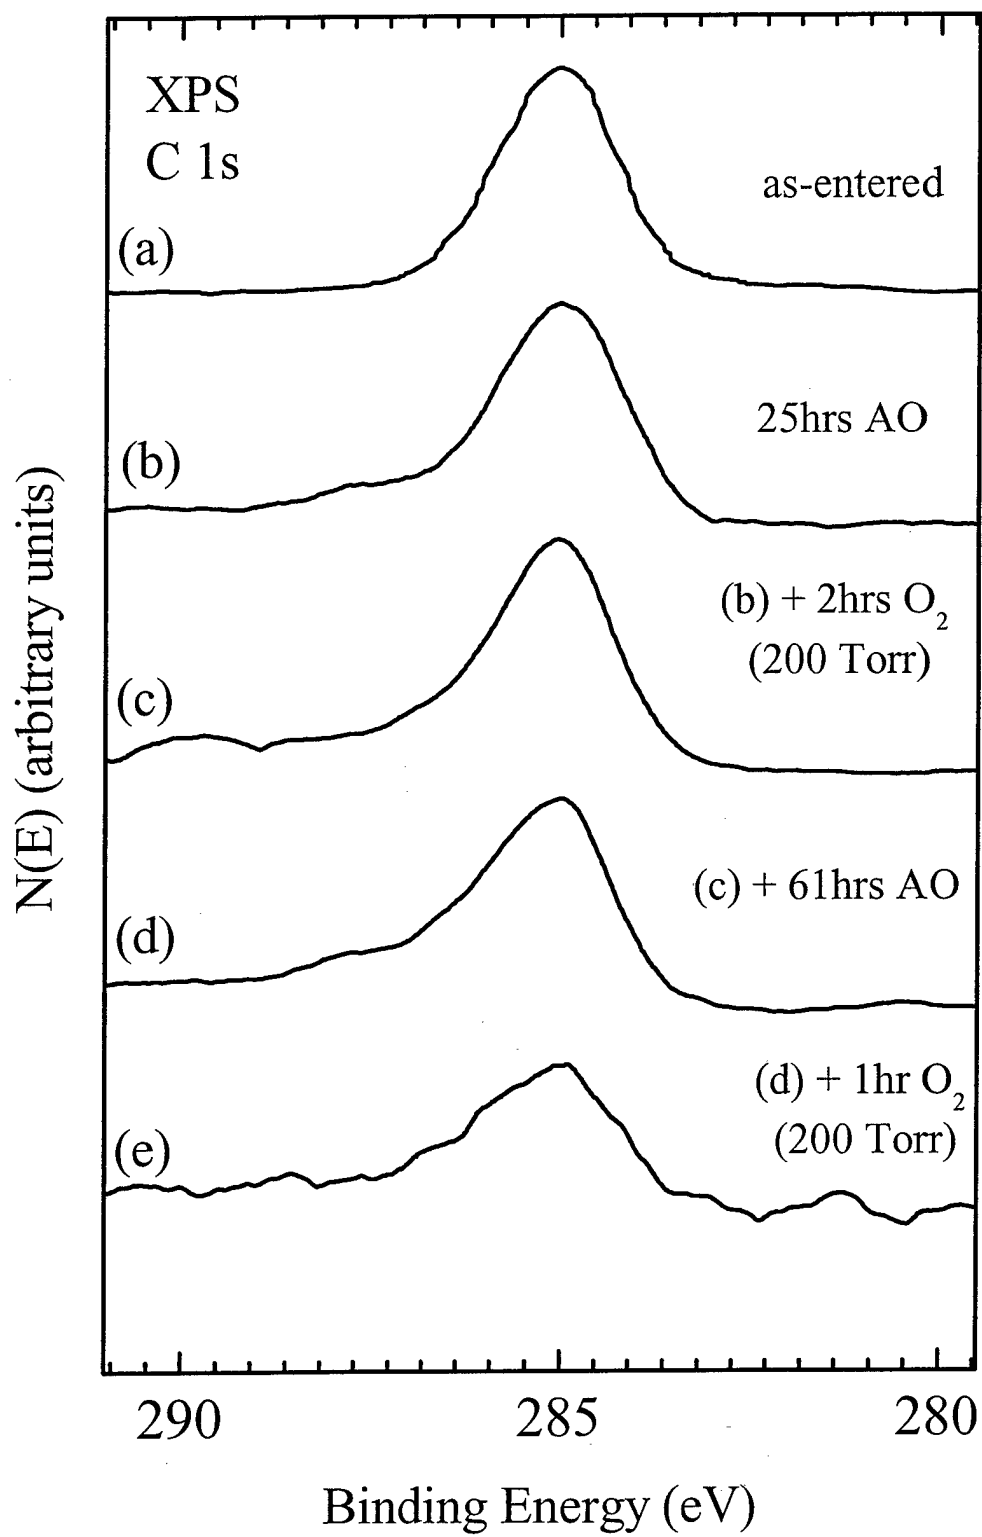 XPS
C 1s
as-entered
(a)
25hrs AO
(b)
(b) + 2hrs O₂
(200 Torr)
(c)
(c) + 61hrs AO
(d)
(d) + 1hr O₂
(200 Torr)
(e)
N(E) (arbitrary units)
290 285 280
Binding Energy (eV)